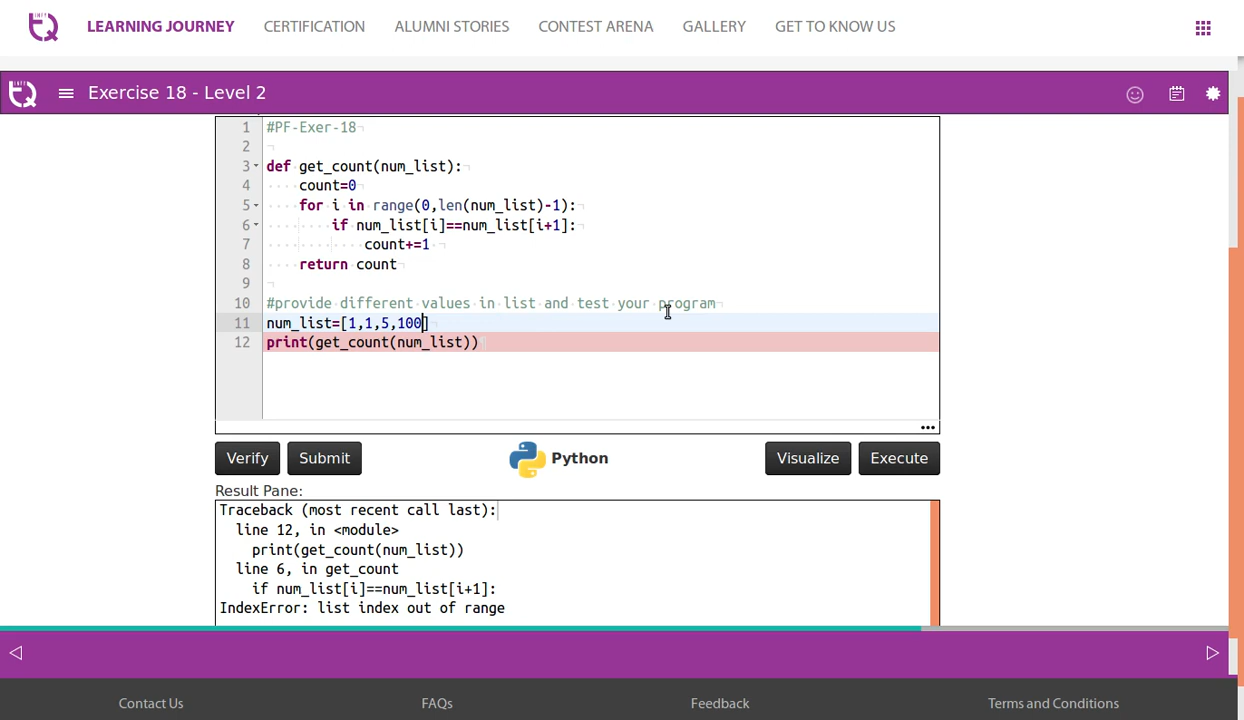 LEARNING JOURNEY CERTIFICATION ALUMNI STORIES CONTEST ARENA GALLERY GET TO KNOW US
Exercise 18 - Level 2
1 #PF-Exer-18
2
3 def get_count(num_list):
4 count=0
5 for i in range(0,len(num_list)-1):
6 if num_list[i]==num_list[i+1]:
7 count+=1
8 return count
9
10 #provide different values in list and test your program
11 num_list=[1,1,5,100]
12 print(get_count(num_list))
Verify Submit Python Visualize Execute
Result Pane:
Traceback (most recent call last):
line 12, in <module>
print(get_count(num_list))
line 6, in get_count
if num_list[i]==num_list[i+1]:
IndexError: list index out of range
Contact Us FAQs Feedback Terms and Conditions